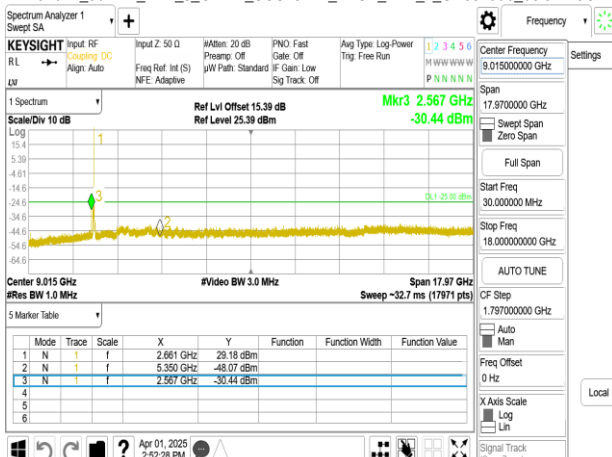 Spectrum Analyzer 1
Swept SA
Frequency
KEYSIGHT
RL
Input: RF
Coupling: DC
Align: Auto
Input Z: 50 Ω
Freq Ref: Int (S)
NFE: Adaptive
#Atten: 20 dB
Preamp: Off
µW Path: Standard
PNO: Fast
Gate: Off
IF Gain: Low
Sig Track: Off
Avg Type: Log-Power
Trig: Free Run
1 2 3 4 5 6
M W W W W W
P N N N N N
Center Frequency
9.015000000 GHz
Settings
Span
17.9700000 GHz
Swept Span
Zero Span
Full Span
Start Freq
30.000000 MHz
Stop Freq
18.000000000 GHz
AUTO TUNE
CF Step
1.797000000 GHz
Auto
Man
Freq Offset
0 Hz
Local
X Axis Scale
Log
Lin
Signal Track
1 Spectrum
Scale/Div 10 dB
Ref Lvl Offset 15.39 dB
Ref Level 25.39 dBm
Mkr3 2.567 GHz
-30.44 dBm
Log
15.4
5.39
-4.61
-14.6
-24.6
-34.6
-44.6
-54.6
-64.6
1
3
2
DL1 -25.00 dBm
Center 9.015 GHz
#Video BW 3.0 MHz
Span 17.97 GHz
#Res BW 1.0 MHz
Sweep ~32.7 ms (17971 pts)
5 Marker Table
Mode Trace Scale X Y Function Function Width Function Value
1 N 1 f 2.661 GHz 29.18 dBm
2 N 1 f 5.350 GHz -48.07 dBm
3 N 1 f 2.567 GHz -30.44 dBm
4
5
6
Apr 01, 2025
2:52:28 PM